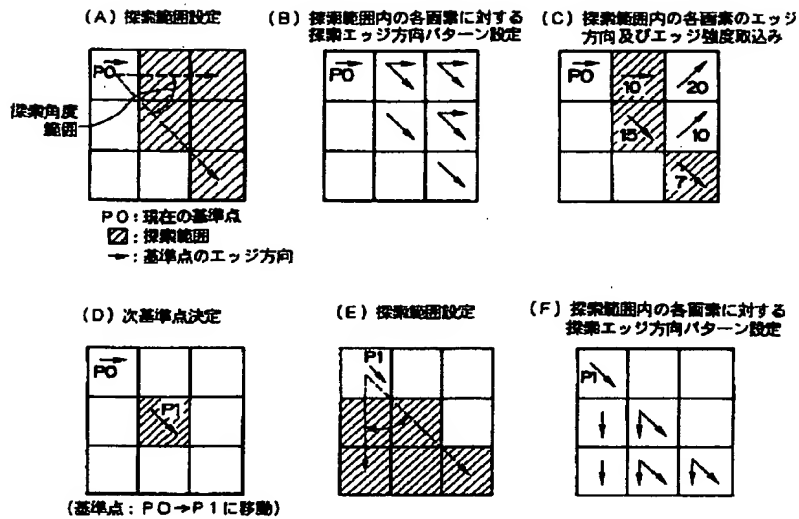 (A) 探索範囲設定
P0
探索角度
範囲
P0:現在の基準点
:探索範囲
→:基準点のエッジ方向
(B) 探索範囲内の各画素に対する
探索エッジ方向パターン設定
P0
(C) 探索範囲内の各画素のエッジ
方向及びエッジ強度取込み
P0
10
20
15
10
7
(D) 次基準点決定
P0
P1
(基準点:P0→P1に移動)
(E) 探索範囲設定
P1
(F) 探索範囲内の各画素に対する
探索エッジ方向パターン設定
P1